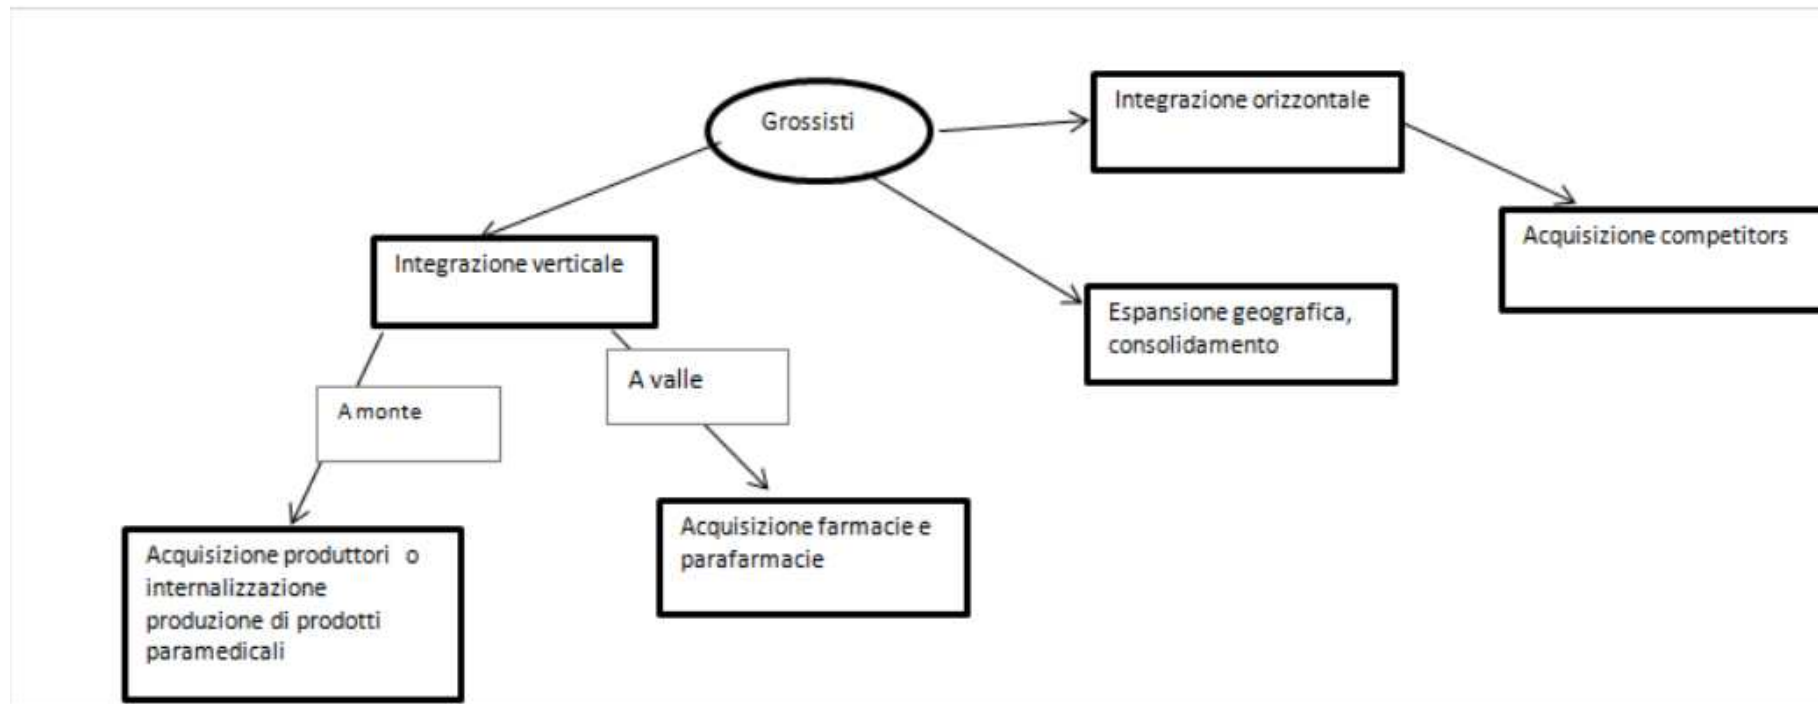 Grossisti
Integrazione orizzontale
Acquisizione competitors
Integrazione verticale
Espansione geografica,
consolidamento
A valle
A monte
Acquisizione farmacie e
parafarmacie
Acquisizione produttori o
internalizzazione
produzione di prodotti
paramedicali